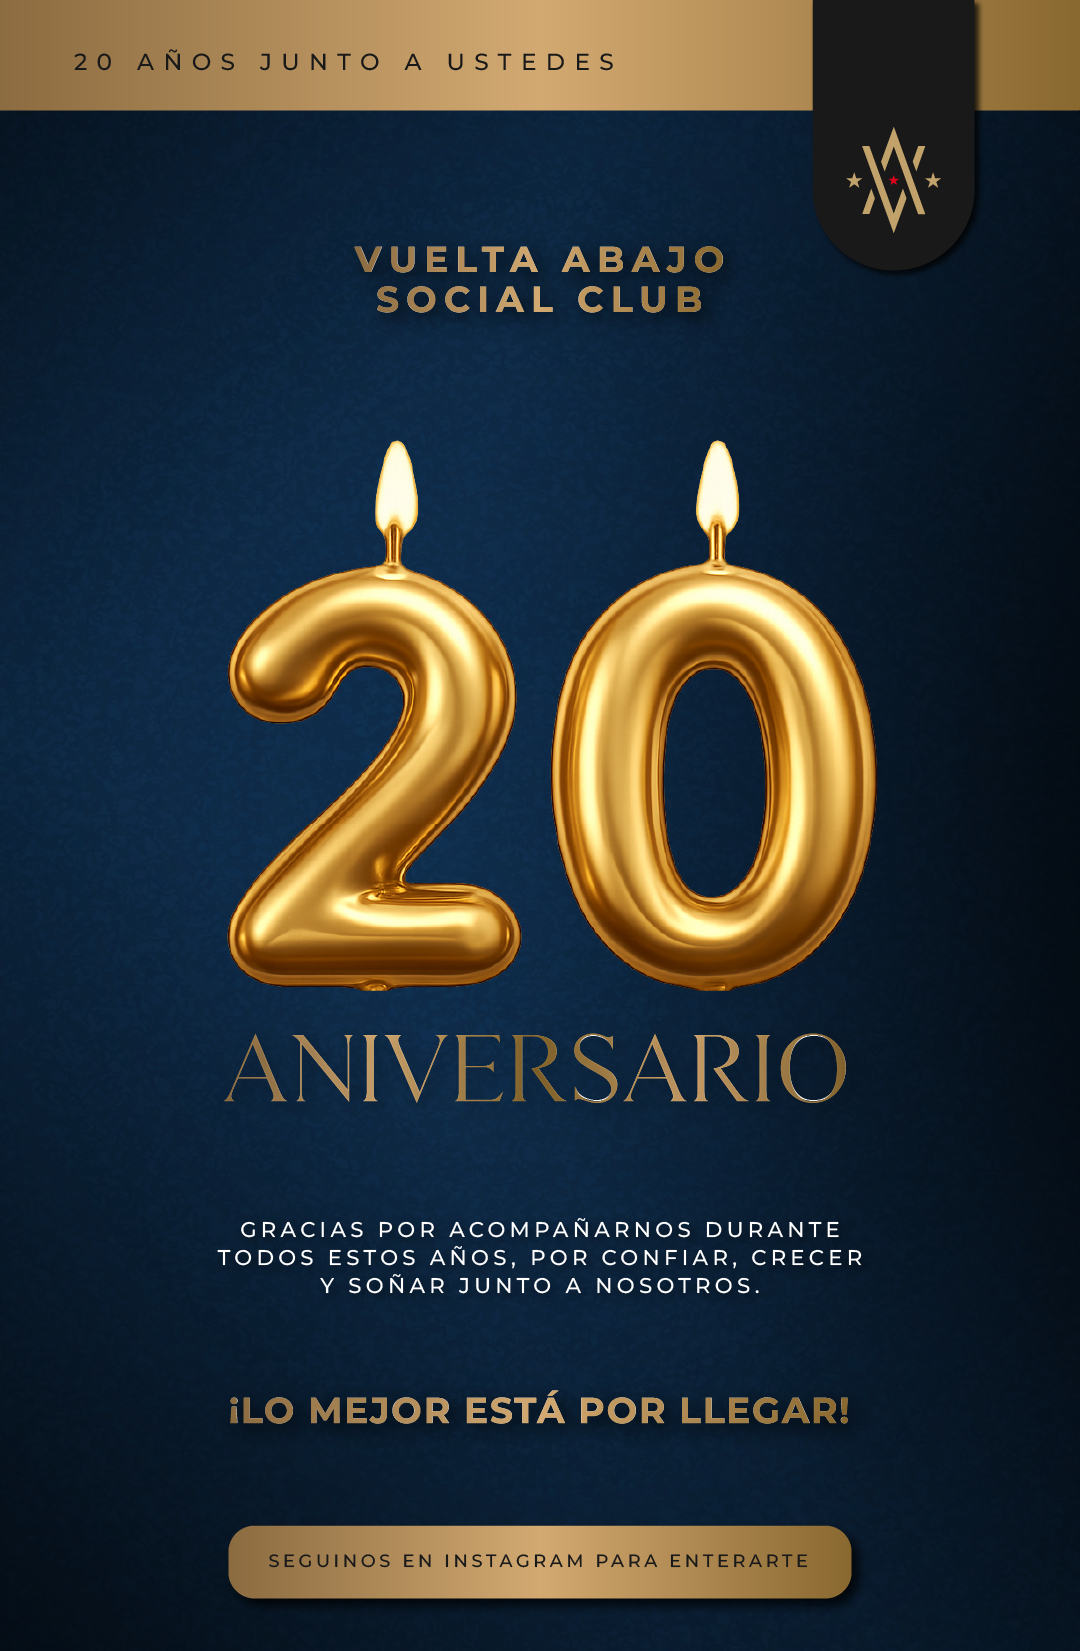 20 AÑOS JUNTO A USTEDES
VUELTA ABAJO
SOCIAL CLUB
20
ANIVERSARIO
GRACIAS POR ACOMPAÑARNOS DURANTE
TODOS ESTOS AÑOS, POR CONFIAR, CRECER
Y SOÑAR JUNTO A NOSOTROS.
¡LO MEJOR ESTÁ POR LLEGAR!
SEGUINOS EN INSTAGRAM PARA ENTERARTE